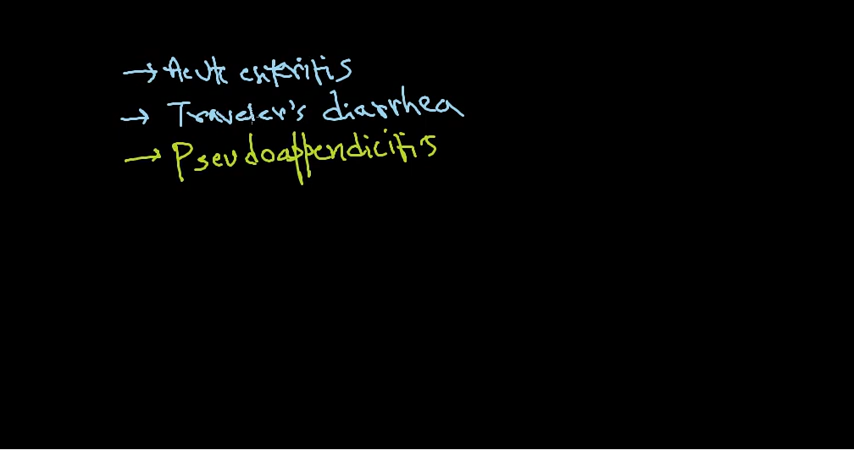 → Acute enteritis
→ Traveler's diarrhea
→ Pseudoappendicitis